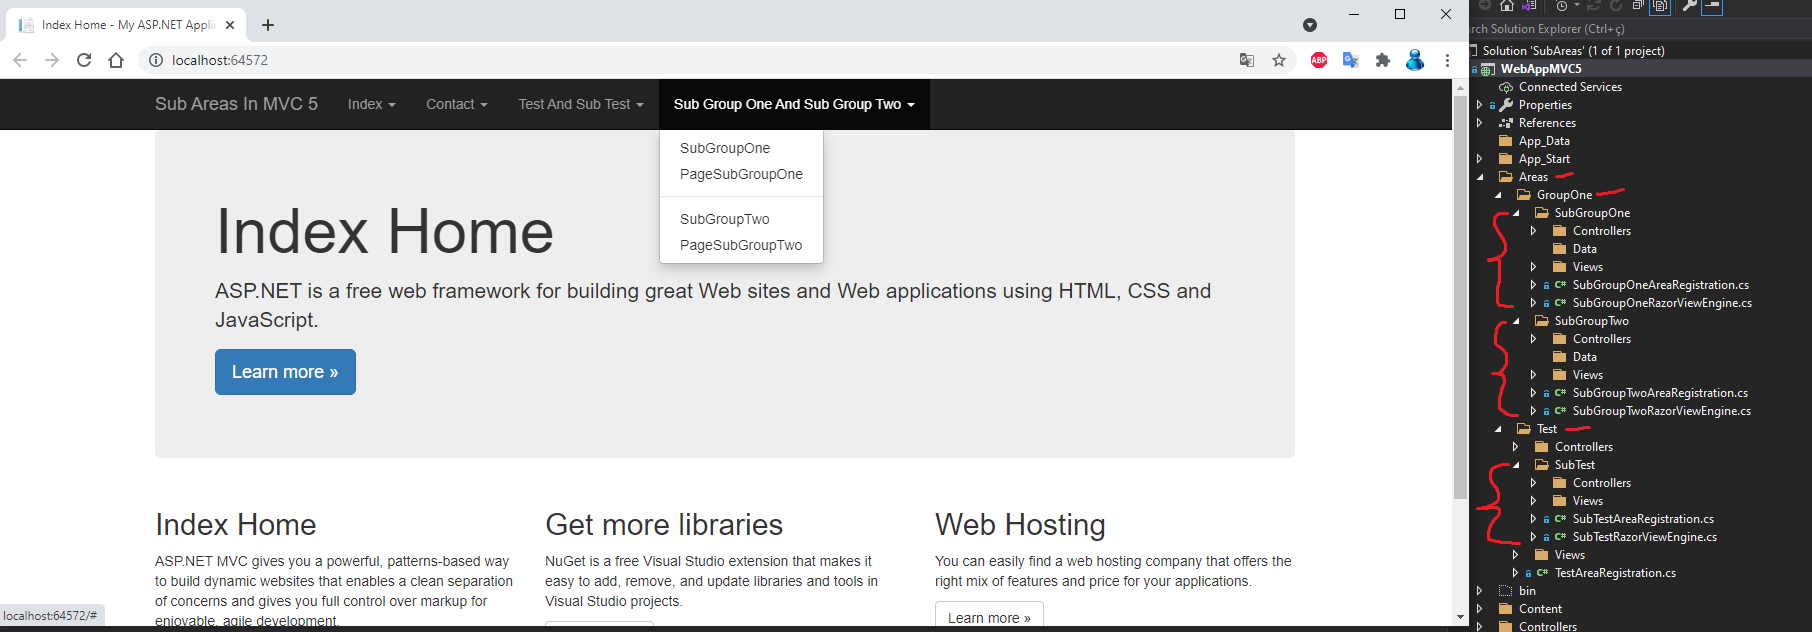 Index Home - My ASP.NET Applic
localhost:64572
ABP
Sub Areas In MVC 5
Index
Contact
Test And Sub Test
Sub Group One And Sub Group Two
SubGroupOne
PageSubGroupOne
SubGroupTwo
PageSubGroupTwo
Index Home
ASP.NET is a free web framework for building great Web sites and Web applications using HTML, CSS and
JavaScript.
Learn more »
Index Home
ASP.NET MVC gives you a powerful, patterns-based way
to build dynamic websites that enables a clean separation
of concerns and gives you full control over markup for
enjoyable, agile development.
Get more libraries
NuGet is a free Visual Studio extension that makes it
easy to add, remove, and update libraries and tools in
Visual Studio projects.
Web Hosting
You can easily find a web hosting company that offers the
right mix of features and price for your applications.
Learn more »
localhost:64572/#
rch Solution Explorer (Ctrl+ç)
Solution 'SubAreas' (1 of 1 project)
WebAppMVC5
Connected Services
Properties
References
App_Data
App_Start
Areas
GroupOne
SubGroupOne
Controllers
Data
Views
C# SubGroupOneAreaRegistration.cs
C# SubGroupOneRazorViewEngine.cs
SubGroupTwo
Controllers
Data
Views
C# SubGroupTwoAreaRegistration.cs
C# SubGroupTwoRazorViewEngine.cs
Test
Controllers
SubTest
Controllers
Views
C# SubTestAreaRegistration.cs
C# SubTestRazorViewEngine.cs
Views
C# TestAreaRegistration.cs
bin
Content
Controllers